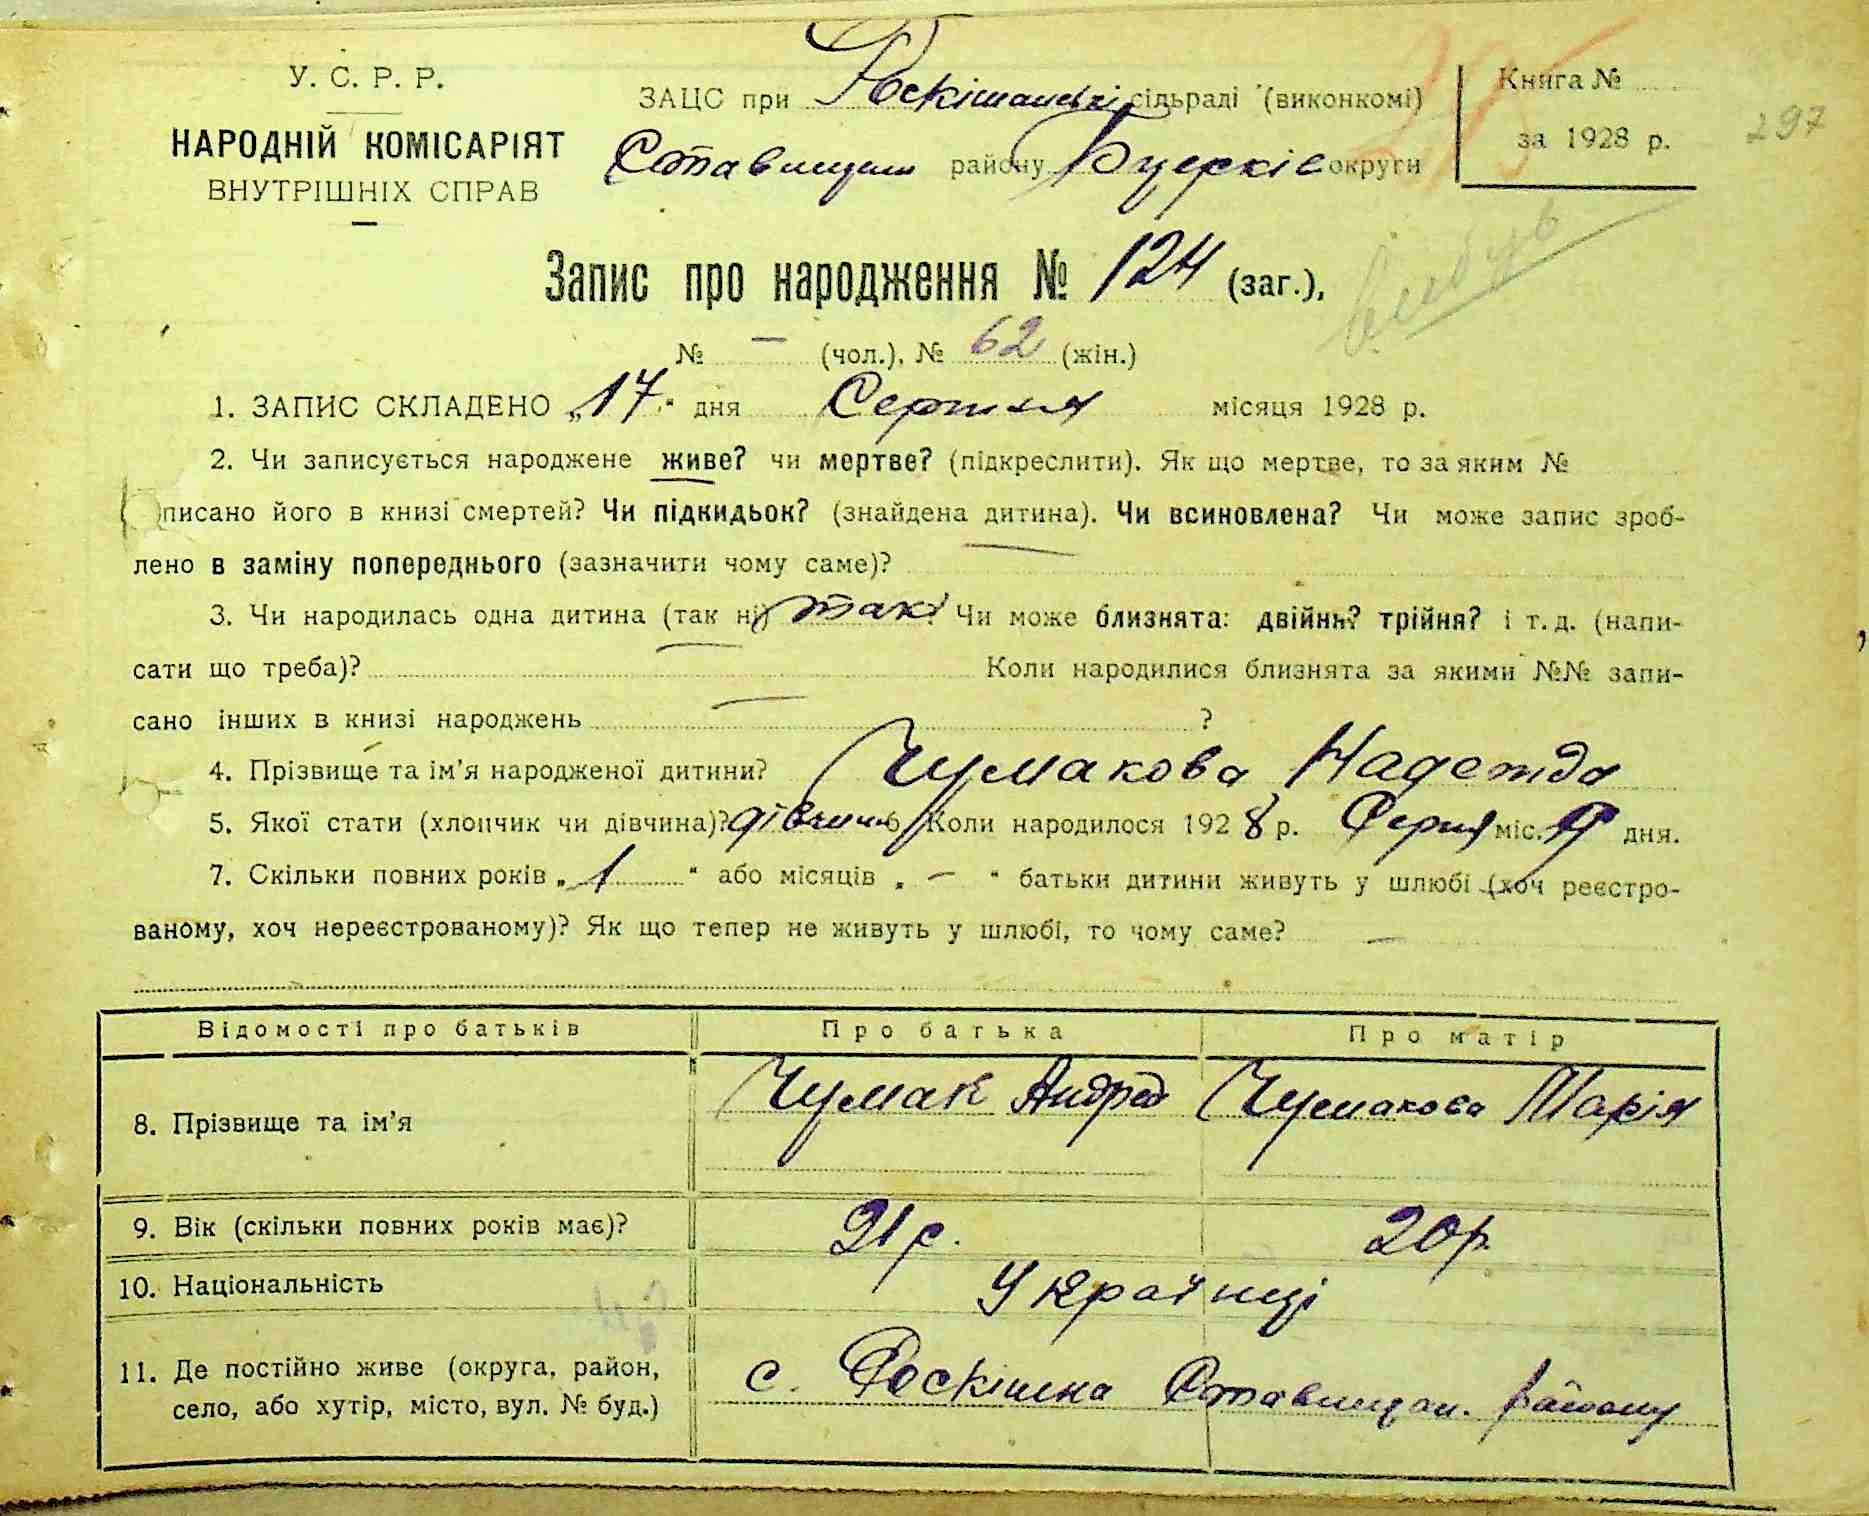 У. С. Р. Р.
НАРОДНІЙ КОМІСАРІЯТ
ВНУТРІШНІХ СПРАВ
ЗАЦС при Роскішанські сільраді (виконкомі)
Ставищан району Б.церків округи
Книга №
за 1928 р.
297
Запис про народження № 124 (заг.),
№ — (чол.), № 62 (жін.)
1. ЗАПИС СКЛАДЕНО „17“ дня Серпня місяця 1928 р.
2. Чи записується народжене живе? чи мертве? (підкреслити). Як що мертве, то за яким №
писано його в книзі смертей? Чи підкидьок? (знайдена дитина). Чи всиновлена? Чи може запис зроб-
лено в заміну попереднього (зазначити чому саме)?
3. Чи народилась одна дитина (так ні) так? Чи може близнята: двійня? трійня? і т. д. (напи-
сати що треба)? Коли народилися близнята за якими №№ запи-
сано інших в книзі народжень ?
4. Прізвище та ім’я народженої дитини? Чумакова Надежда
5. Якої стати (хлопчик чи дівчина)? дівчина 6. Коли народилося 1928 р. Серпня міс. дня.
7. Скільки повних років „1“ або місяців „—“ батьки дитини живуть у шлюбі (хоч реєстро-
ваному, хоч нереєстрованому)? Як що тепер не живуть у шлюбі, то чому саме? —
Відомості про батьків Про батька Про матір
8. Прізвище та ім’я Чумак Андрей Чумакова Марія
9. Вік (скільки повних років має)? 21 р. 20 р.
10. Національність Українці
11. Де постійно живе (округа, район,
село, або хутір, місто, вул. № буд.) с. Роскішна Ставищан. району